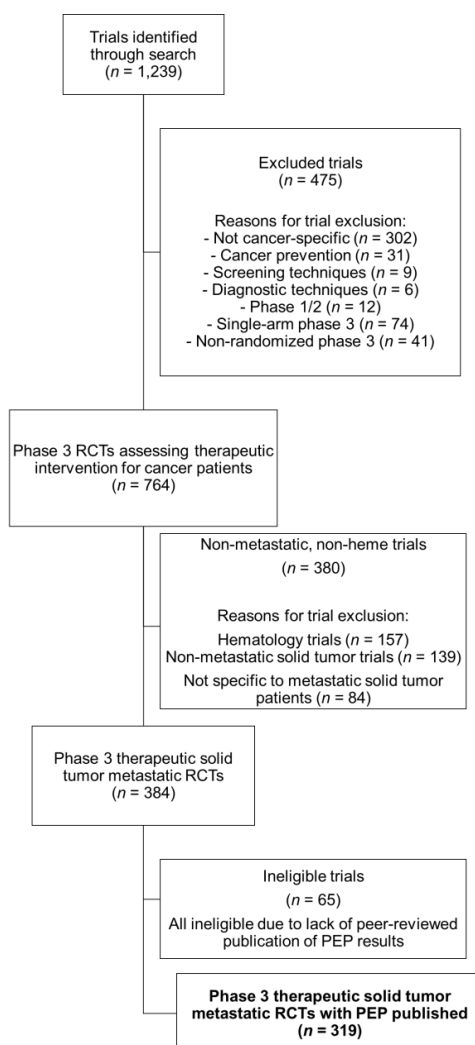 Trials identified
through search
(n = 1,239)
Excluded trials
(n = 475)
Reasons for trial exclusion:
- Not cancer-specific (n = 302)
- Cancer prevention (n = 31)
- Screening techniques (n = 9)
- Diagnostic techniques (n = 6)
- Phase 1/2 (n = 12)
- Single-arm phase 3 (n = 74)
- Non-randomized phase 3 (n = 41)
Phase 3 RCTs assessing therapeutic
intervention for cancer patients
(n = 764)
Non-metastatic, non-heme trials
(n = 380)
Reasons for trial exclusion:
Hematology trials (n = 157)
Non-metastatic solid tumor trials (n = 139)
Not specific to metastatic solid tumor
patients (n = 84)
Phase 3 therapeutic solid
tumor metastatic RCTs
(n = 384)
Ineligible trials
(n = 65)
All ineligible due to lack of peer-reviewed
publication of PEP results
Phase 3 therapeutic solid tumor
metastatic RCTs with PEP published
(n = 319)